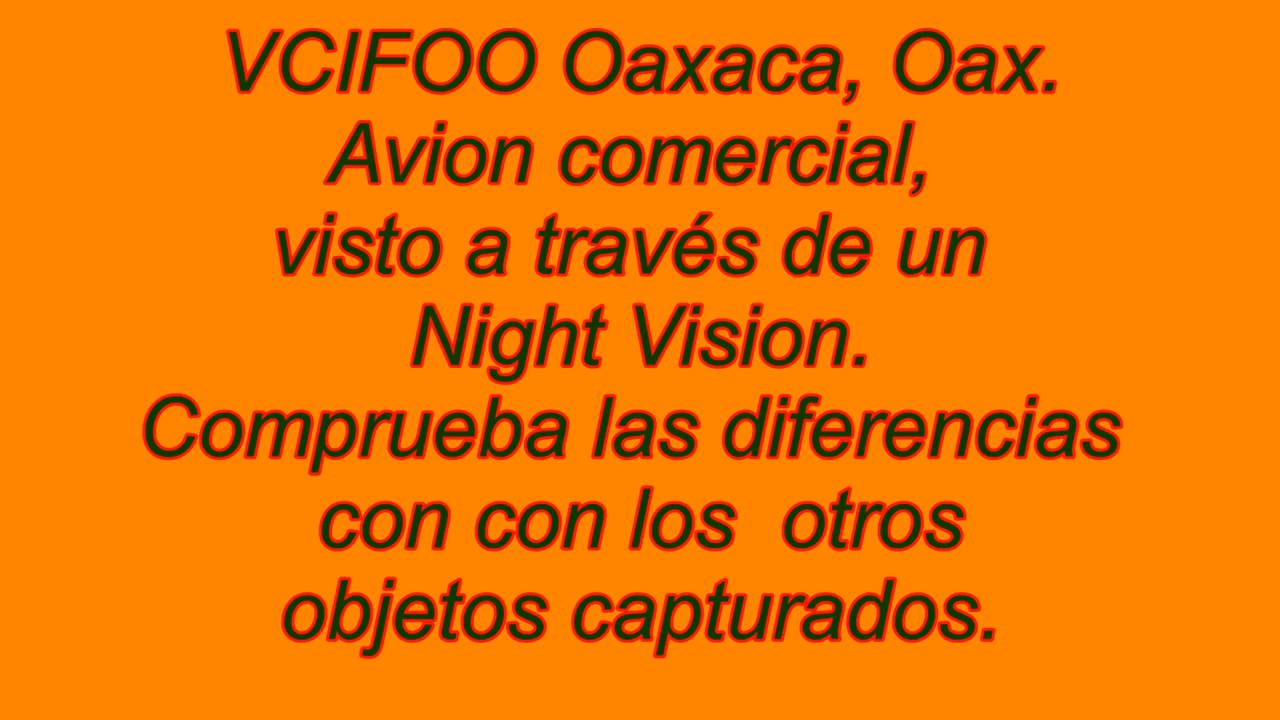 VCIFOO Oaxaca, Oax.
Avion comercial,
visto a través de un
Night Vision.
Comprueba las diferencias
con con los  otros
objetos capturados.